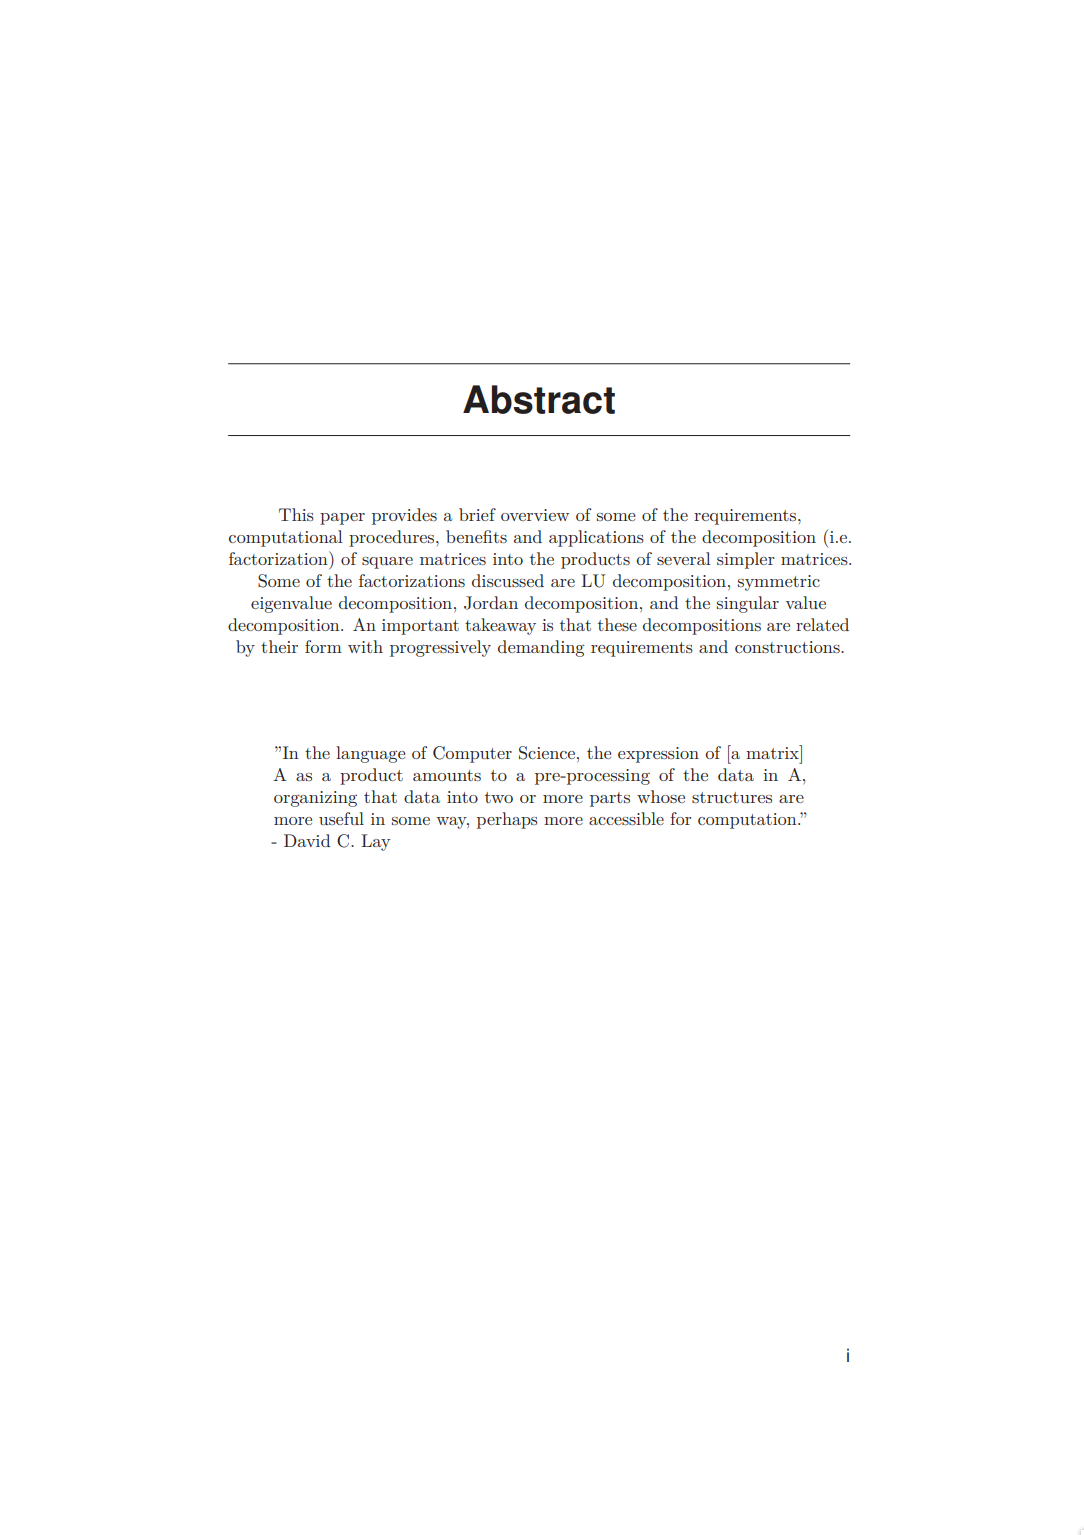 Abstract
This paper provides a brief overview of some of the requirements,
computational procedures, benefits and applications of the decomposition (i.e.
factorization) of square matrices into the products of several simpler matrices.
Some of the factorizations discussed are LU decomposition, symmetric
eigenvalue decomposition, Jordan decomposition, and the singular value
decomposition. An important takeaway is that these decompositions are related
by their form with progressively demanding requirements and constructions.
”In the language of Computer Science, the expression of [a matrix]
A as a product amounts to a pre-processing of the data in A,
organizing that data into two or more parts whose structures are
more useful in some way, perhaps more accessible for computation.”
- David C. Lay
i